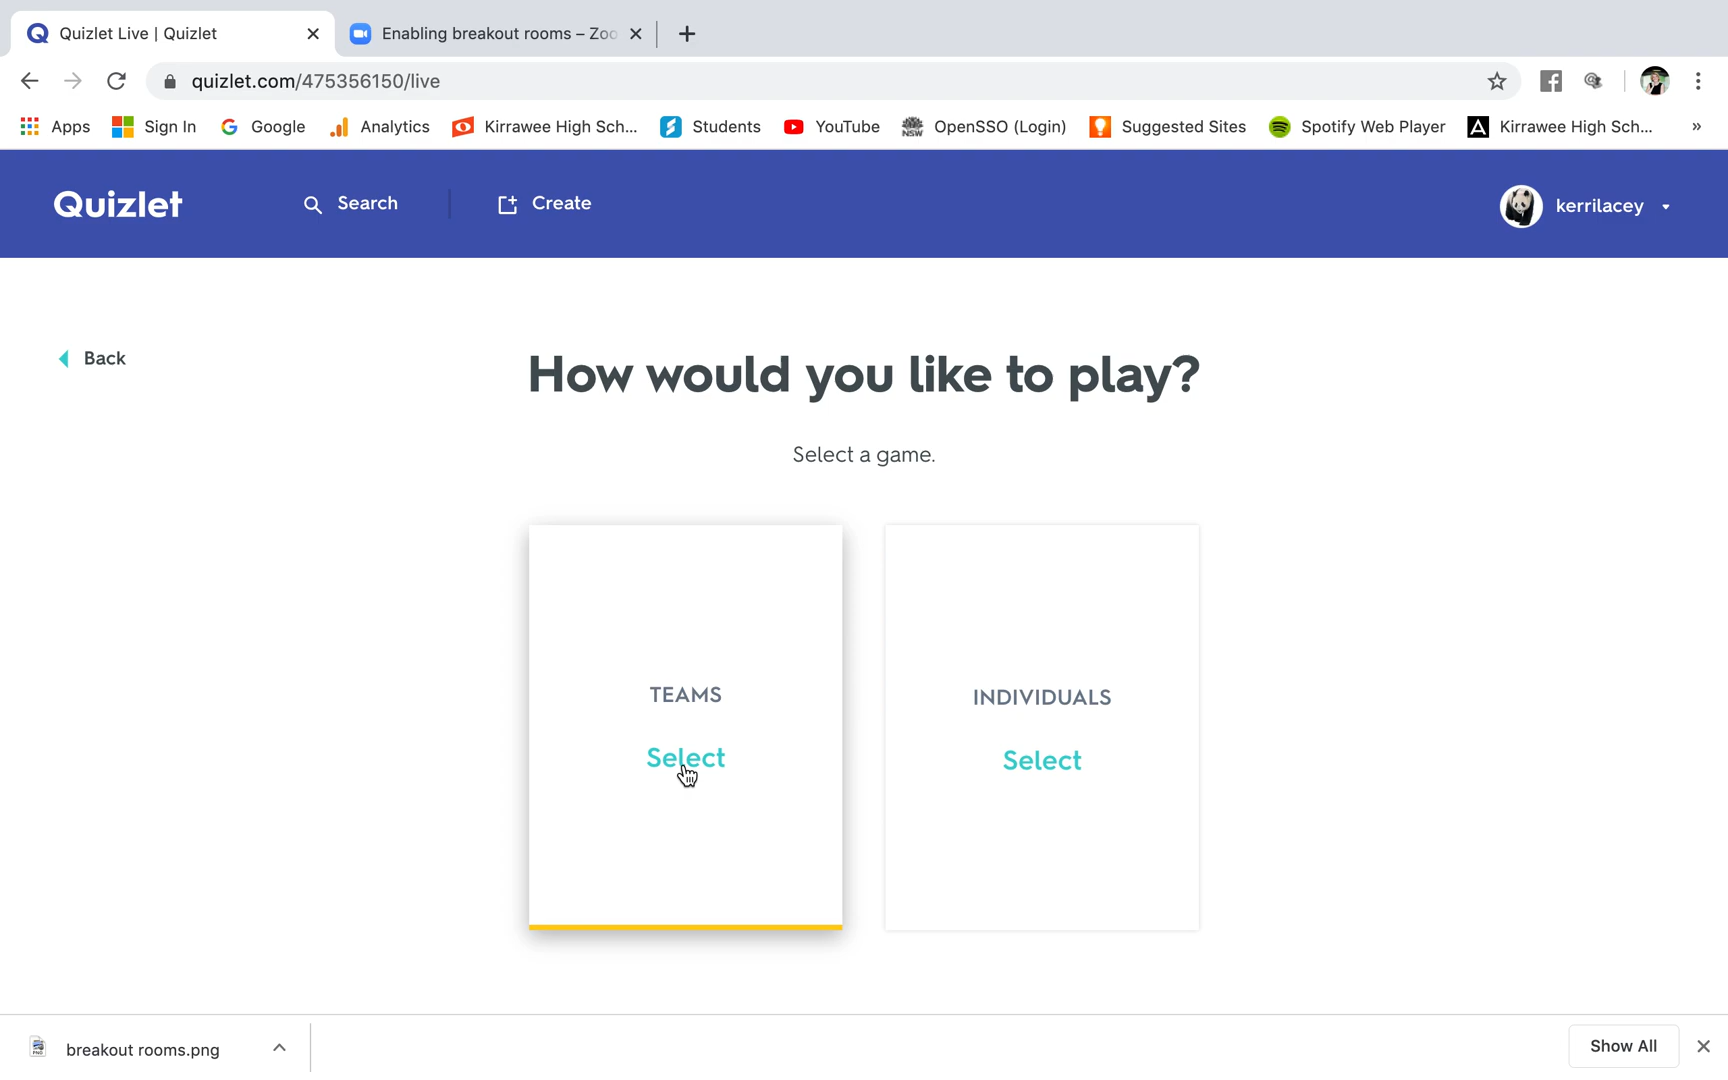 Quizlet Live | Quizlet
Enabling breakout rooms – Zoo
quizlet.com/475356150/live
Apps
Sign In
Google
Analytics
Kirrawee High Sch...
Students
YouTube
OpenSSO (Login)
Suggested Sites
Spotify Web Player
Kirrawee High Sch...
»
Quizlet
Search
Create
kerrilacey
Back
How would you like to play?
Select a game.
TEAMS
Select
INDIVIDUALS
Select
breakout rooms.png
Show All